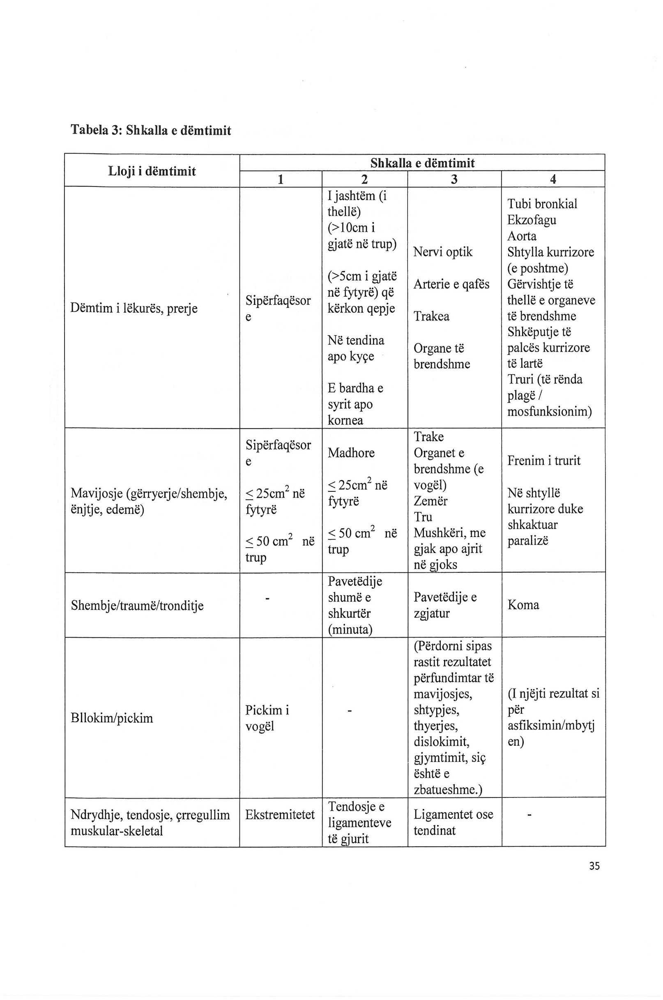 Tabela 3: Shkalla e dëmtimit
Lloji i dëmtimit
Shkalla e dëmtimit
1
2
3
4
Dëmtim i lëkurës, prerje
Sipërfaqësor
e
I jashtëm (i
thellë)
(>10cm i
gjatë në trup)
(>5cm i gjatë
në fytyrë) që
kërkon qepje
Në tendina
apo kyçe
E bardha e
syrit apo
kornea
Nervi optik
Arterie e qafës
Trakea
Organe të
brendshme
Tubi bronkial
Ekzofagu
Aorta
Shtylla kurrizore
(e poshtme)
Gërvishtje të
thellë e organeve
të brendshme
Shkëputje të
palcës kurrizore
të lartë
Truri (të rënda
plagë /
mosfunksionim)
Mavijosje (gërryerje/shembje,
ënjtje, edemë)
Sipërfaqësor
e
≤ 25cm² në
fytyrë
≤ 50 cm² në
trup
Madhore
≤ 25cm² në
fytyrë
≤ 50 cm² në
trup
Trake
Organet e
brendshme (e
vogël)
Zemër
Tru
Mushkëri, me
gjak apo ajrit
në gjoks
Frenim i trurit
Në shtyllë
kurrizore duke
shkaktuar
paralizë
Shembje/traumë/tronditje
-
Pavetëdije
shumë e
shkurtër
(minuta)
Pavetëdije e
zgjatur
Koma
Bllokim/pickim
Pickim i
vogël
-
(Përdorni sipas
rastit rezultatet
përfundimtar të
mavijosjes,
shtypjes,
thyerjes,
dislokimit,
gjymtimit, siç
është e
zbatueshme.)
(I njëjti rezultat si
për
asfiksimin/mbytj
en)
Ndrydhje, tendosje, çrregullim
muskular-skeletal
Ekstremitetet
Tendosje e
ligamenteve
të gjurit
Ligamentet ose
tendinat
-
35